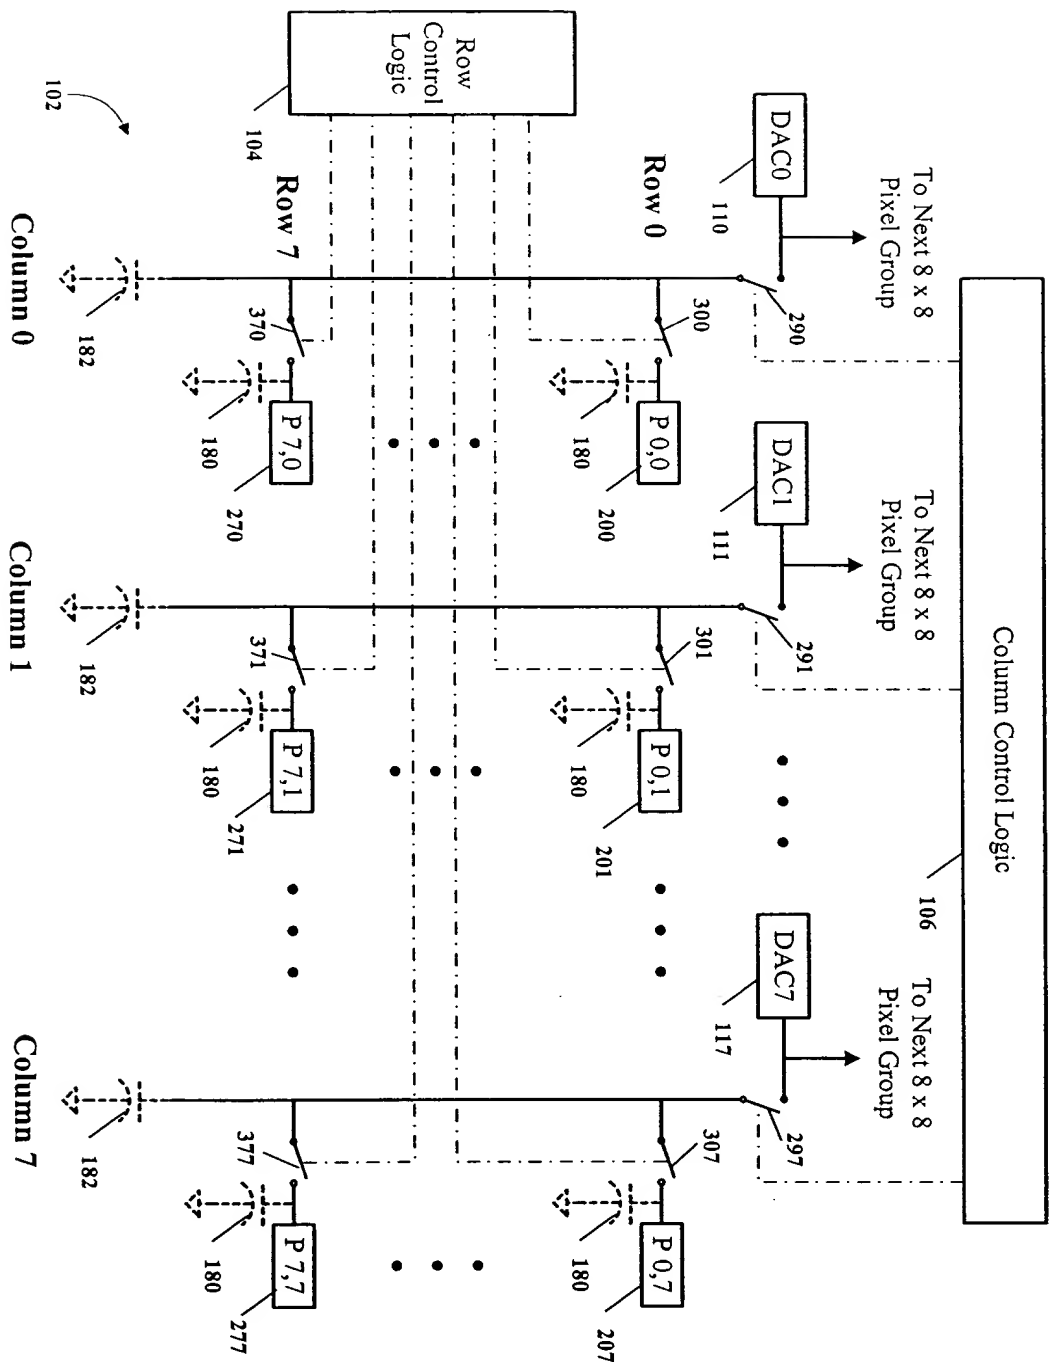 Column Control Logic
106
To Next 8 x 8
Pixel Group
To Next 8 x 8
Pixel Group
To Next 8 x 8
Pixel Group
DAC0
110
290
DAC1
111
291
DAC7
117
297
Row 0
300
P 0,0
200
180
301
P 0,1
201
180
307
P 0,7
207
180
Row
Control
Logic
104
Row 7
370
P 7,0
270
180
371
P 7,1
271
180
377
P 7,7
277
180
102
182
182
182
Column 0
Column 1
Column 7